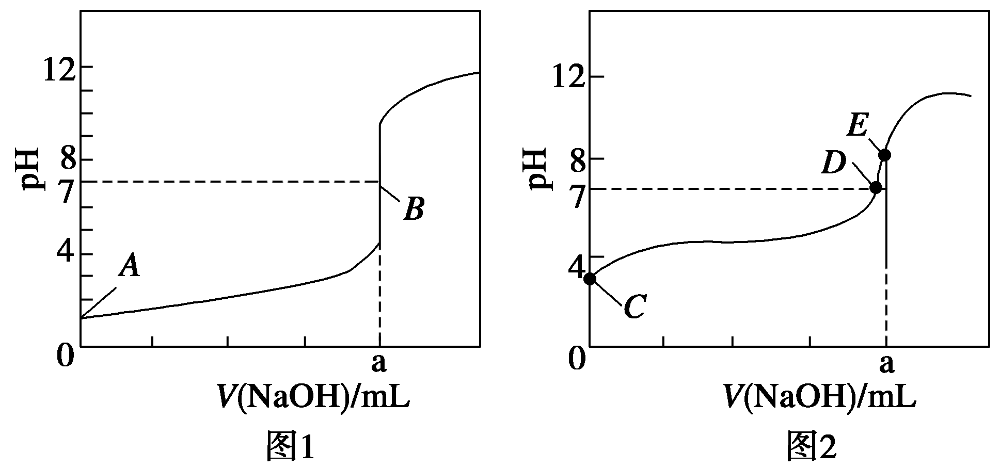 12
8
7
4
0
pH
A
B
a
V(NaOH)/mL
图1
12
8
7
4
0
pH
E
D
C
a
V(NaOH)/mL
图2